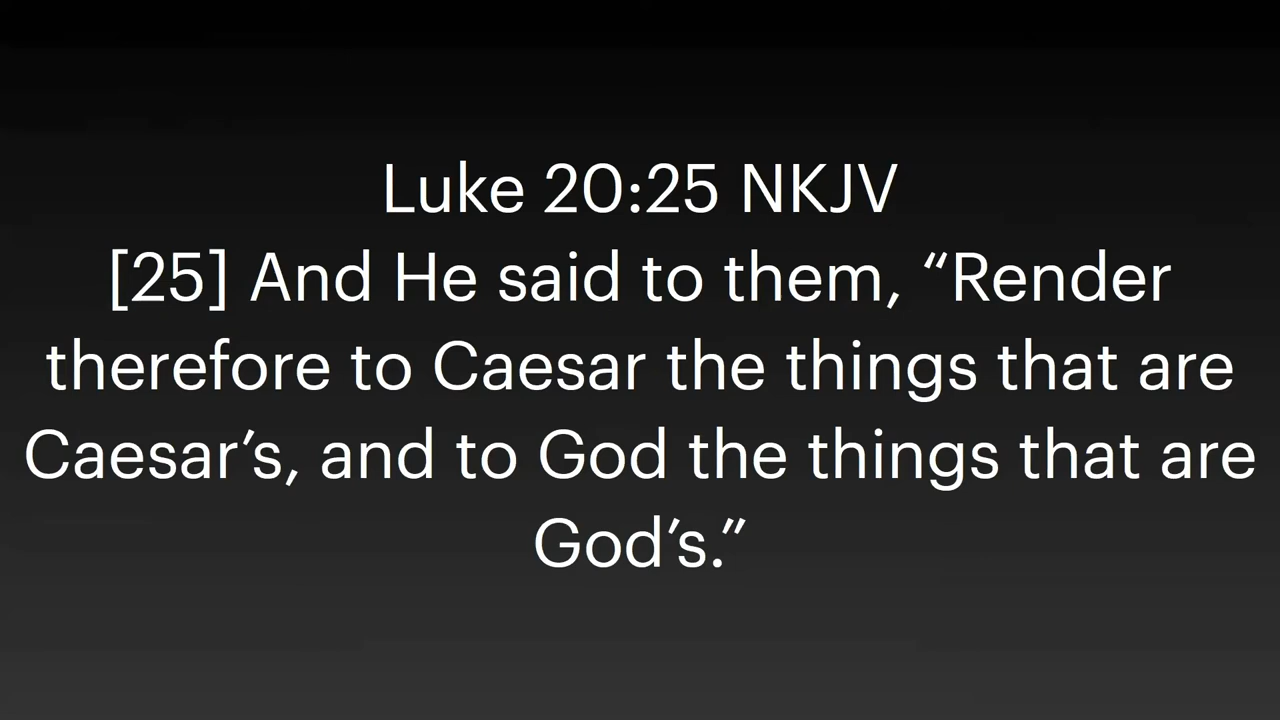 Luke 20:25 NKJV
[25] And He said to them, “Render
therefore to Caesar the things that are
Caesar’s, and to God the things that are
God’s.”